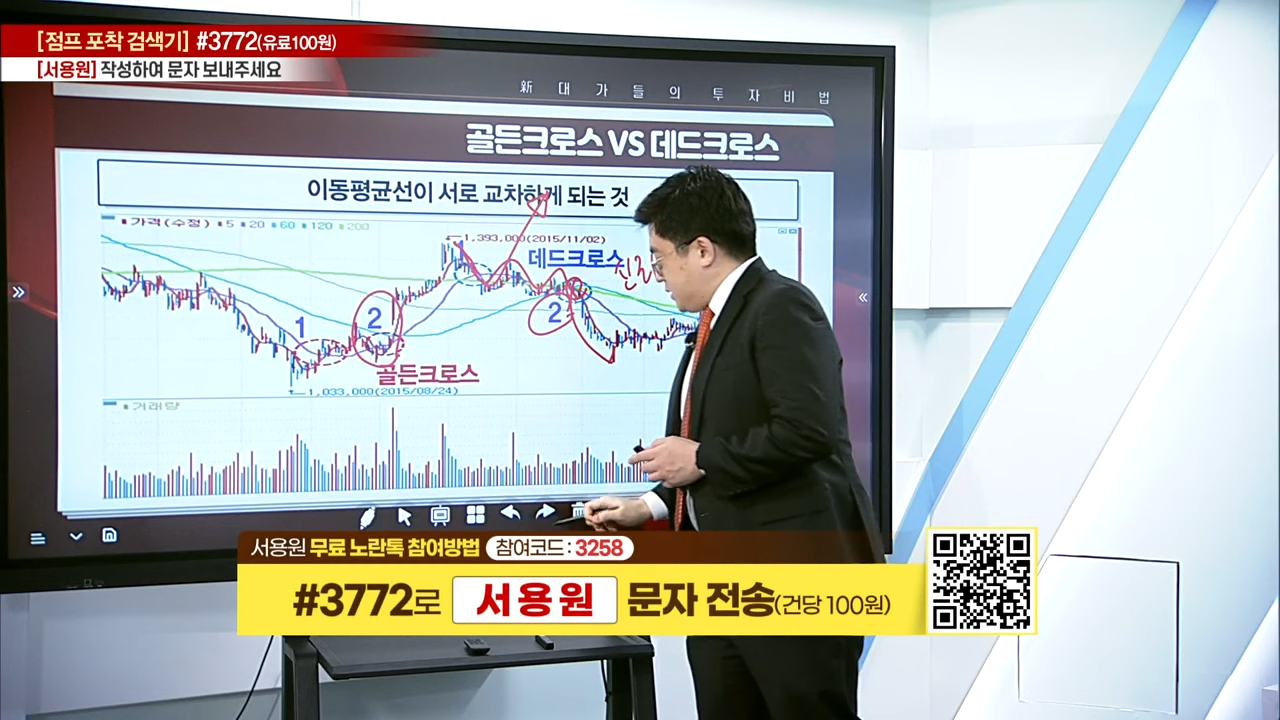 [점프 포착 검색기] #3772(유료100원)
[서용원] 작성하여 문자 보내주세요
新 대 가 들 의 투 자 비 법
골든크로스 VS 데드크로스
이동평균선이 서로 교차하게 되는 것
가격(수정) 5 20 60 120 200
1,393,000(2015/11/02)
데드크로스
1
2
2
골든크로스
1,033,000(2015/08/24)
거래량
서용원 무료 노란톡 참여방법 참여코드 : 3258
#3772로 서용원 문자 전송(건당 100원)